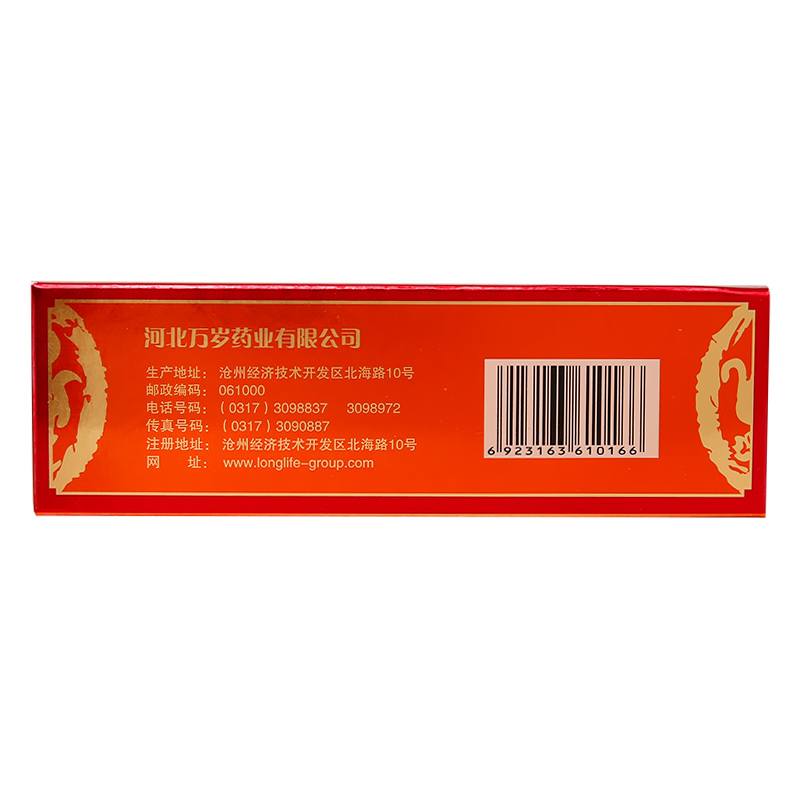 河北万岁药业有限公司
生产地址：沧州经济技术开发区北海路10号
邮政编码：061000
电话号码：（0317）3098837 3098972
传真号码：（0317）3090887
注册地址：沧州经济技术开发区北海路10号
网 址：www.longlife-group.com
6 923163 610166